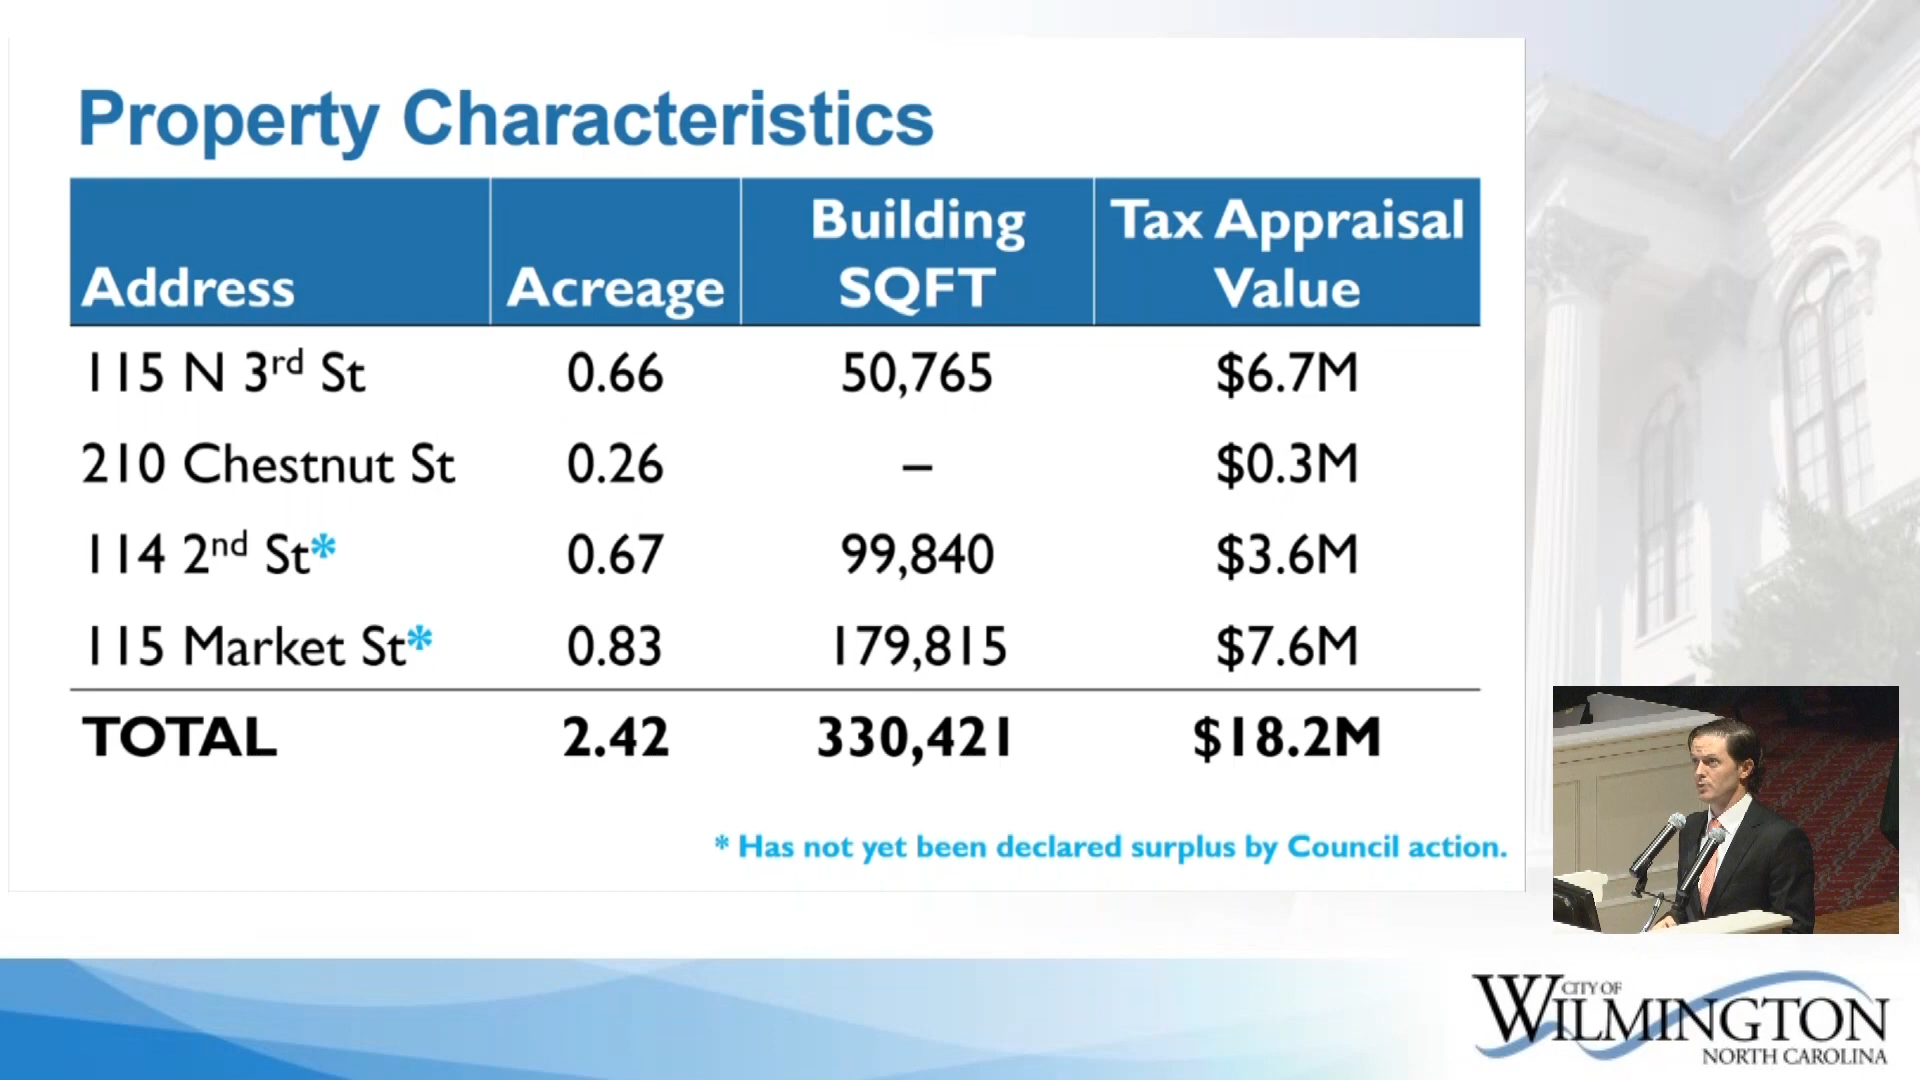 Property Characteristics
Address Acreage Building SQFT Tax Appraisal Value
115 N 3rd St 0.66 50,765 $6.7M
210 Chestnut St 0.26 – $0.3M
114 2nd St* 0.67 99,840 $3.6M
115 Market St* 0.83 179,815 $7.6M
TOTAL 2.42 330,421 $18.2M
* Has not yet been declared surplus by Council action.
CITY OF
WILMINGTON
NORTH CAROLINA